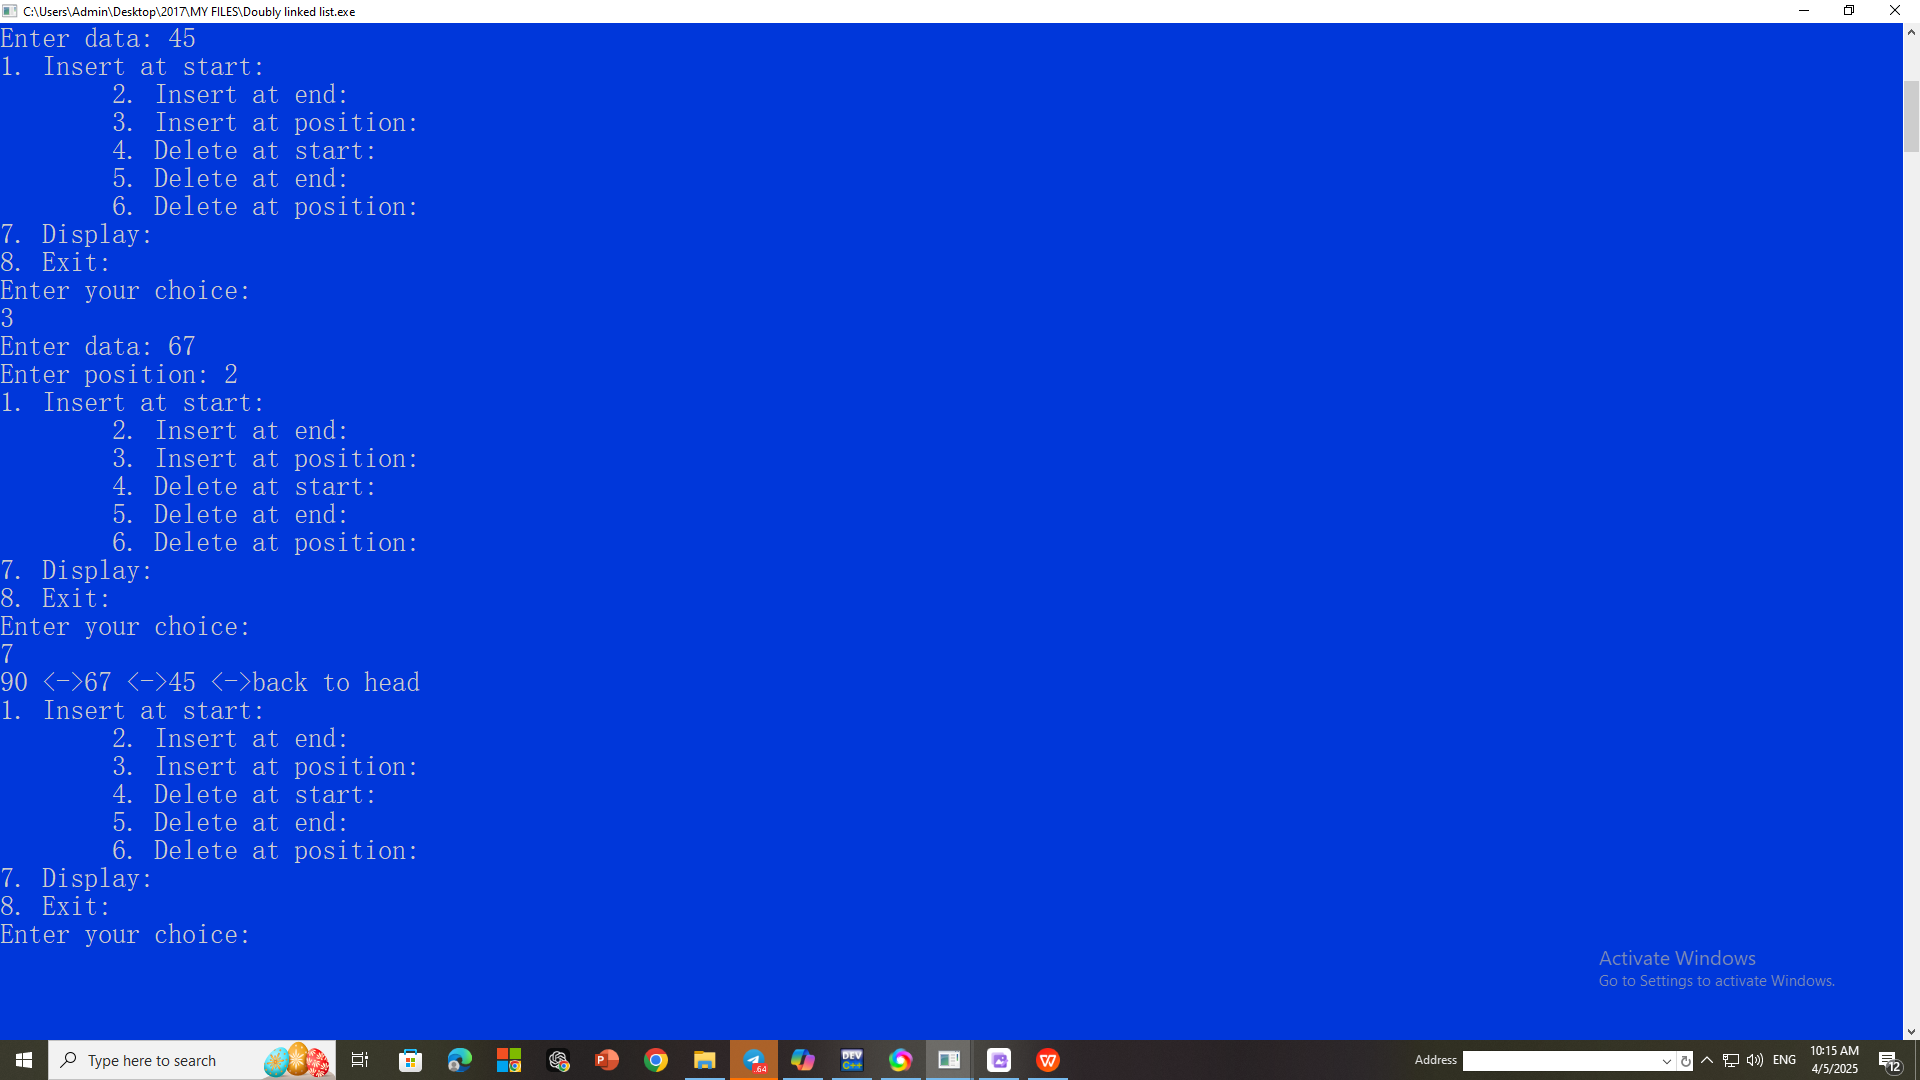 C:\Users\Admin\Desktop\2017\MY FILES\Doubly linked list.exe
Enter data: 45
1. Insert at start:
2. Insert at end:
3. Insert at position:
4. Delete at start:
5. Delete at end:
6. Delete at position:
7. Display:
8. Exit:
Enter your choice:
3
Enter data: 67
Enter position: 2
1. Insert at start:
2. Insert at end:
3. Insert at position:
4. Delete at start:
5. Delete at end:
6. Delete at position:
7. Display:
8. Exit:
Enter your choice:
7
90 <->67 <->45 <->back to head
1. Insert at start:
2. Insert at end:
3. Insert at position:
4. Delete at start:
5. Delete at end:
6. Delete at position:
7. Display:
8. Exit:
Enter your choice:
Activate Windows
Go to Settings to activate Windows.
Type here to search
.64
DEV
C++
Address
ENG
10:15 AM
4/5/2025
12